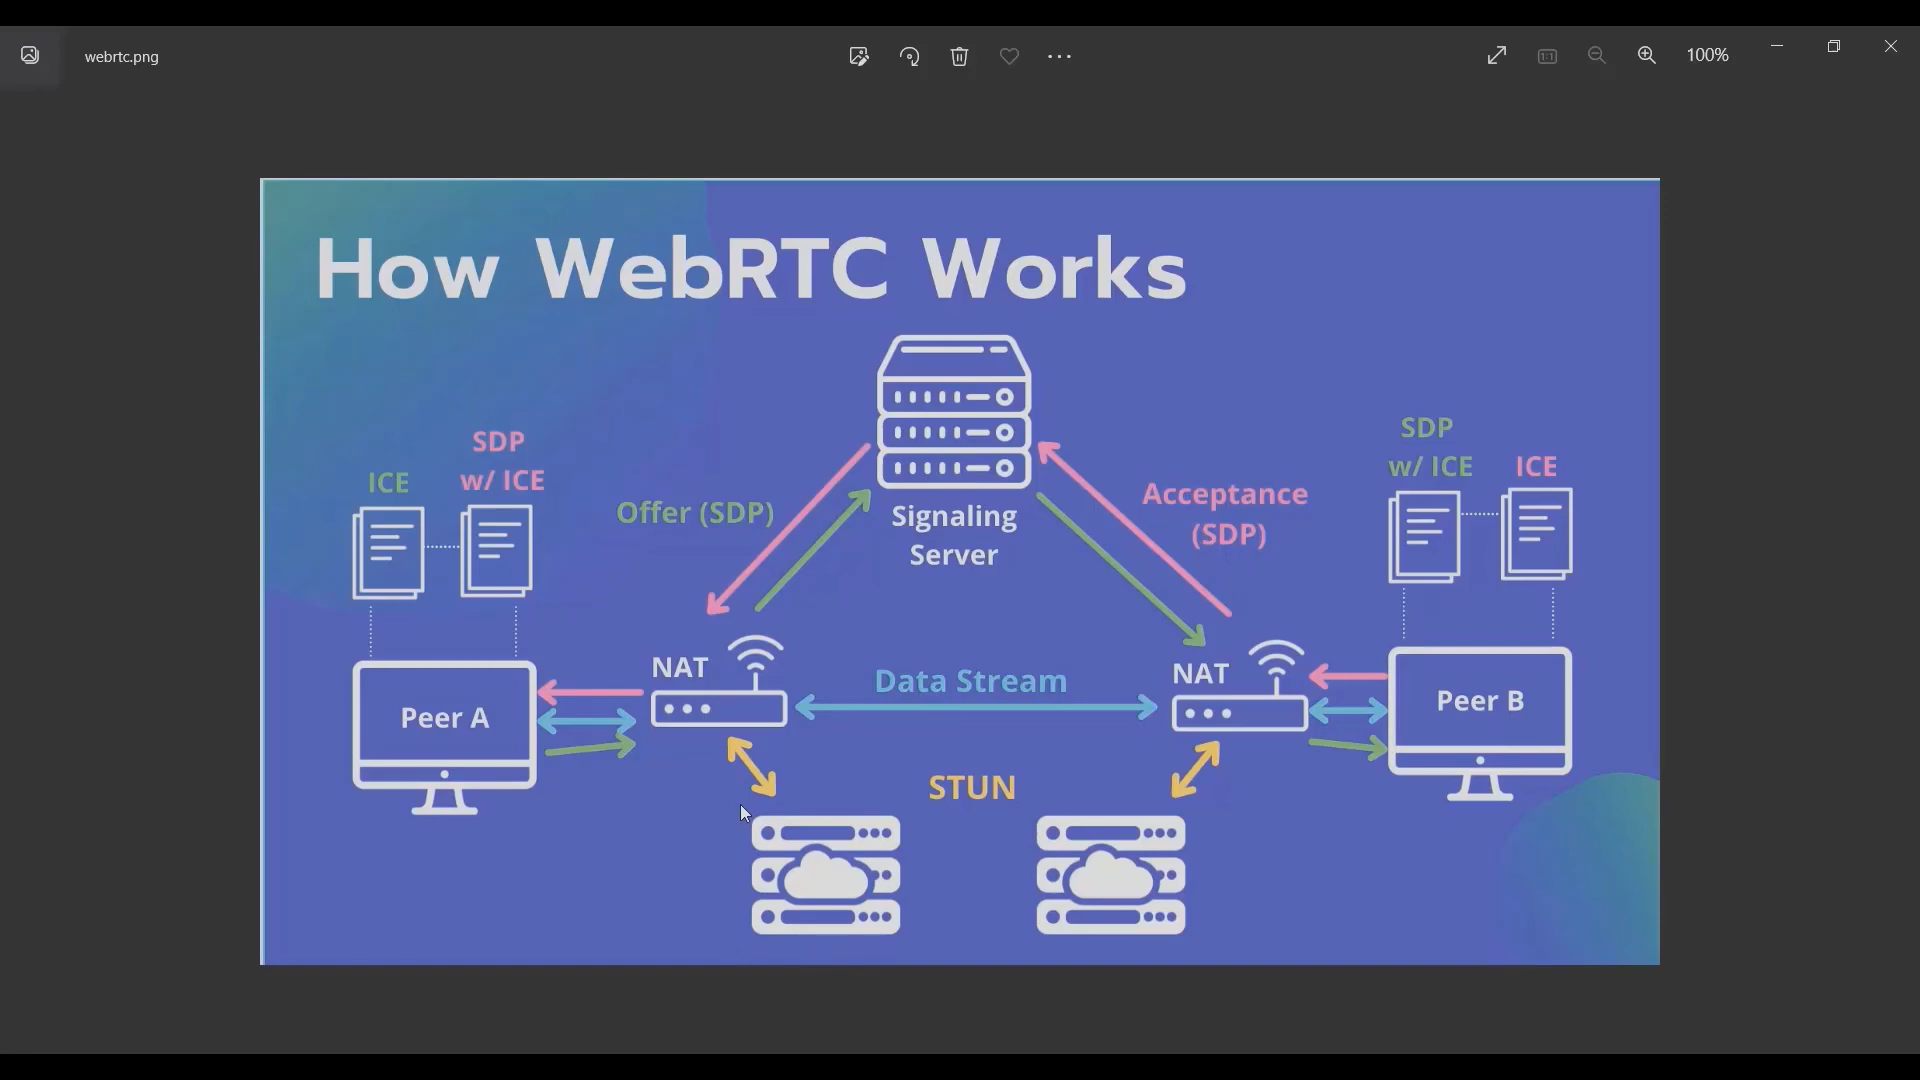 webrtc.png
100%
How WebRTC Works
SDP
w/ ICE
ICE
Offer (SDP)
Signaling
Server
Acceptance
(SDP)
SDP
w/ ICE
ICE
NAT
Data Stream
NAT
Peer A
Peer B
STUN